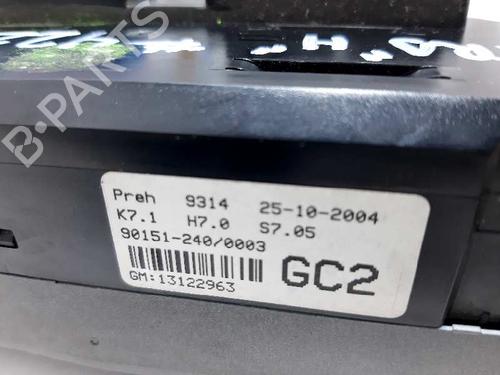 "H"
B-PARTS
Preh 9314 25-10-2004
K7.1 H7.0 S7.05
90151-240/0003
GM:13122963
GC2